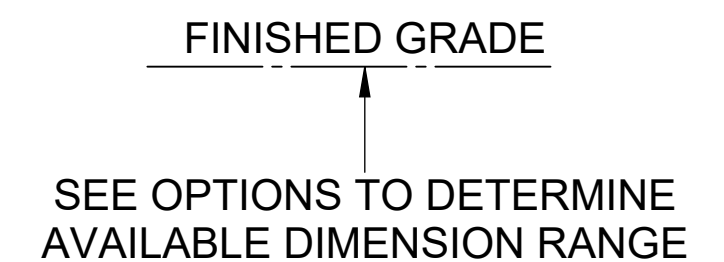 FINISHED GRADE
SEE OPTIONS TO DETERMINE
AVAILABLE DIMENSION RANGE